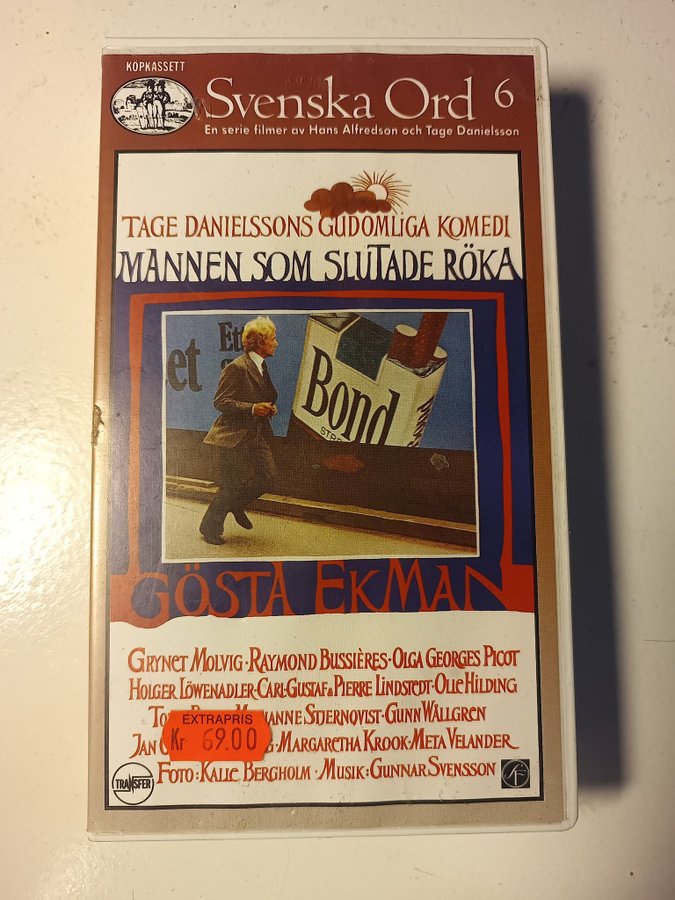 KÖPKASSETT
Svenska Ord 6
En serie filmer av Hans Alfredson och Tage Danielsson
TAGE DANIELSSONS GUDOMLIGA KOMEDI
MANNEN SOM SLUTADE RÖKA
et
Bond
GÖSTA EKMAN
GRYNET MOLVIG · RAYMOND BUSSIÈRES · OLGA GEORGES PICOT
HOLGER LÖWENADLER · CARL-GUSTAF & PIERRE LINDSTEDT · OLLE HILDING
MARIANNE STJERNQVIST · GUNN WÅLLGREN
EXTRAPRIS
Kr 69.00
JAN · MARGARETHA KROOK · META VELANDER
FOTO: KALLE BERGHOLM · MUSIK: GUNNAR SVENSSON
TRANSFER
SF